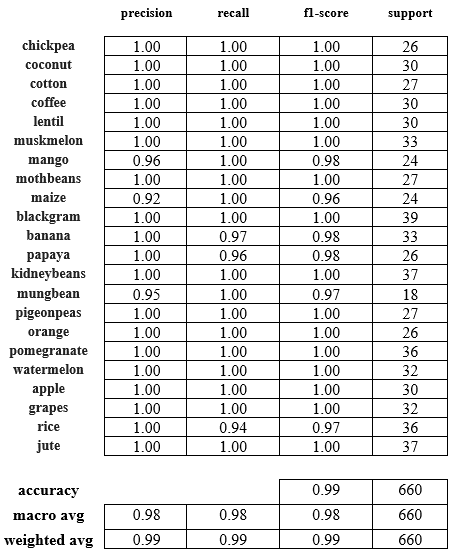 precision recall f1-score support
chickpea 1.00 1.00 1.00 26
coconut 1.00 1.00 1.00 30
cotton 1.00 1.00 1.00 27
coffee 1.00 1.00 1.00 30
lentil 1.00 1.00 1.00 30
muskmelon 1.00 1.00 1.00 33
mango 0.96 1.00 0.98 24
mothbeans 1.00 1.00 1.00 27
maize 0.92 1.00 0.96 24
blackgram 1.00 1.00 1.00 39
banana 1.00 0.97 0.98 33
papaya 1.00 0.96 0.98 26
kidneybeans 1.00 1.00 1.00 37
mungbean 0.95 1.00 0.97 18
pigeonpeas 1.00 1.00 1.00 27
orange 1.00 1.00 1.00 26
pomegranate 1.00 1.00 1.00 36
watermelon 1.00 1.00 1.00 32
apple 1.00 1.00 1.00 30
grapes 1.00 1.00 1.00 32
rice 1.00 0.94 0.97 36
jute 1.00 1.00 1.00 37
accuracy 0.99 660
macro avg 0.98 0.98 0.98 660
weighted avg 0.99 0.99 0.99 660